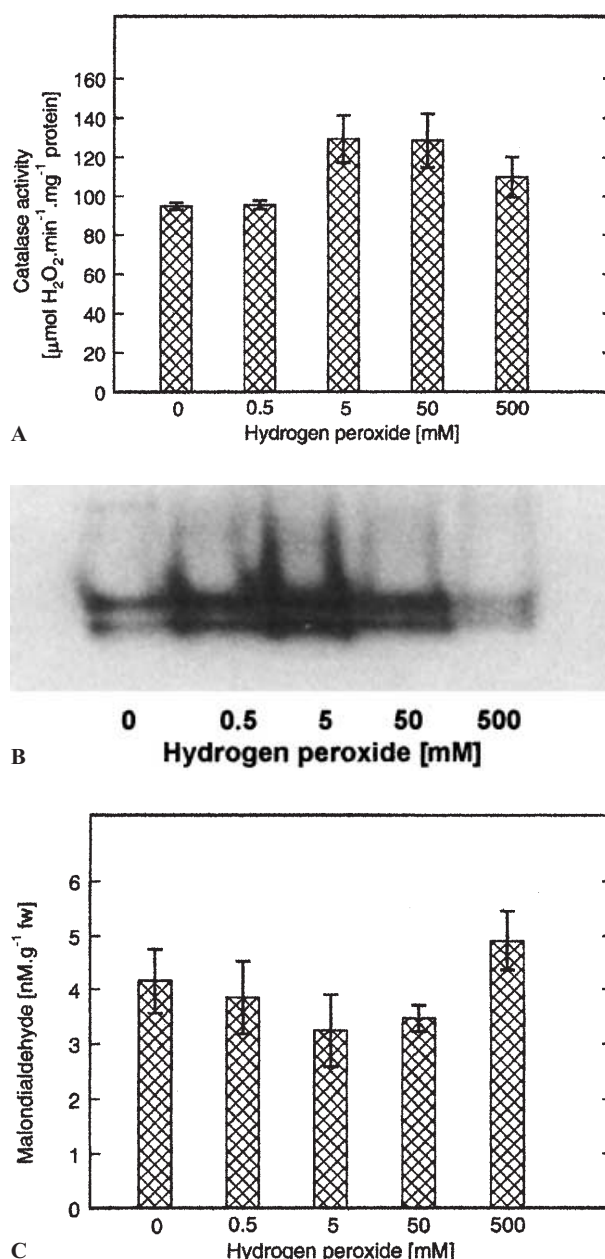 160
140
120
100
80
60
40
20
0
Catalase activity
[μmol H₂O₂.min⁻¹.mg⁻¹ protein]
0 0.5 5 50 500
Hydrogen peroxide [mM]
A
0 0.5 5 50 500
Hydrogen peroxide [mM]
B
6
5
4
3
2
1
0
Malondialdehyde [nM.g⁻¹ fw]
0 0.5 5 50 500
Hydrogen peroxide [mM]
C